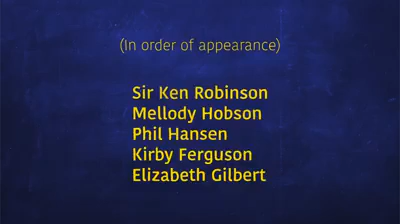 (In order of appearance)
Sir Ken Robinson
Mellody Hobson
Phil Hansen
Kirby Ferguson
Elizabeth Gilbert